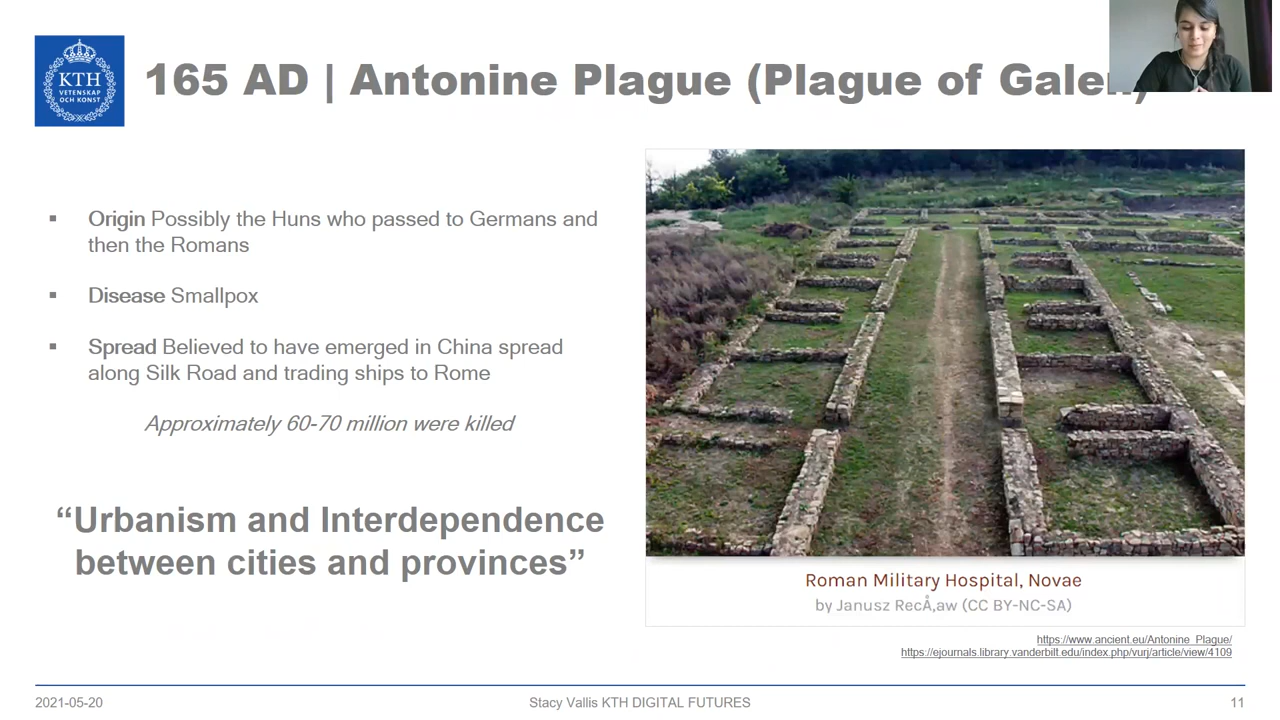 KTH
VETENSKAP
OCH KONST
165 AD | Antonine Plague (Plague of Galen)
▪ Origin Possibly the Huns who passed to Germans and
then the Romans
▪ Disease Smallpox
▪ Spread Believed to have emerged in China spread
along Silk Road and trading ships to Rome
Approximately 60-70 million were killed
“Urbanism and Interdependence
between cities and provinces”
Roman Military Hospital, Novae
by Janusz RecÅ‚aw (CC BY-NC-SA)
https://www.ancient.eu/Antonine_Plague/
https://ejournals.library.vanderbilt.edu/index.php/vurj/article/view/4109
2021-05-20
Stacy Vallis KTH DIGITAL FUTURES
11